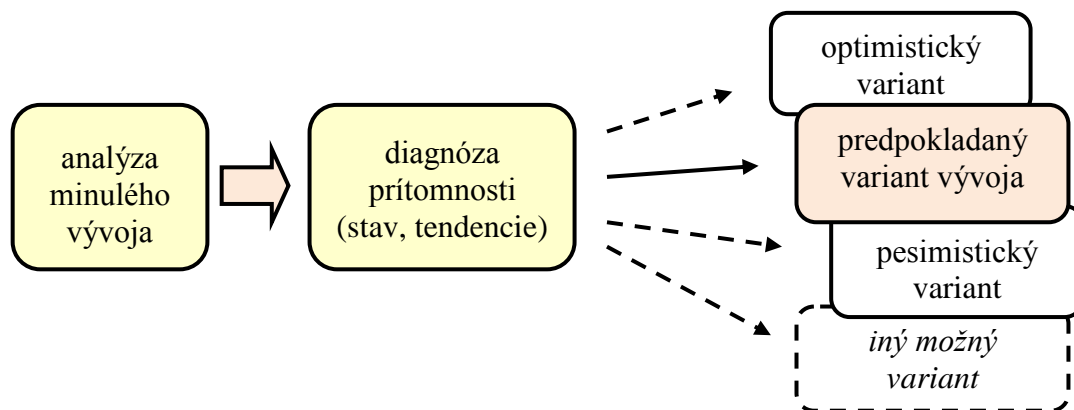 analýza
minulého
vývoja
diagnóza
prítomnosti
(stav, tendencie)
optimistický
variant
predpokladaný
variant vývoja
pesimistický
variant
iný možný
variant